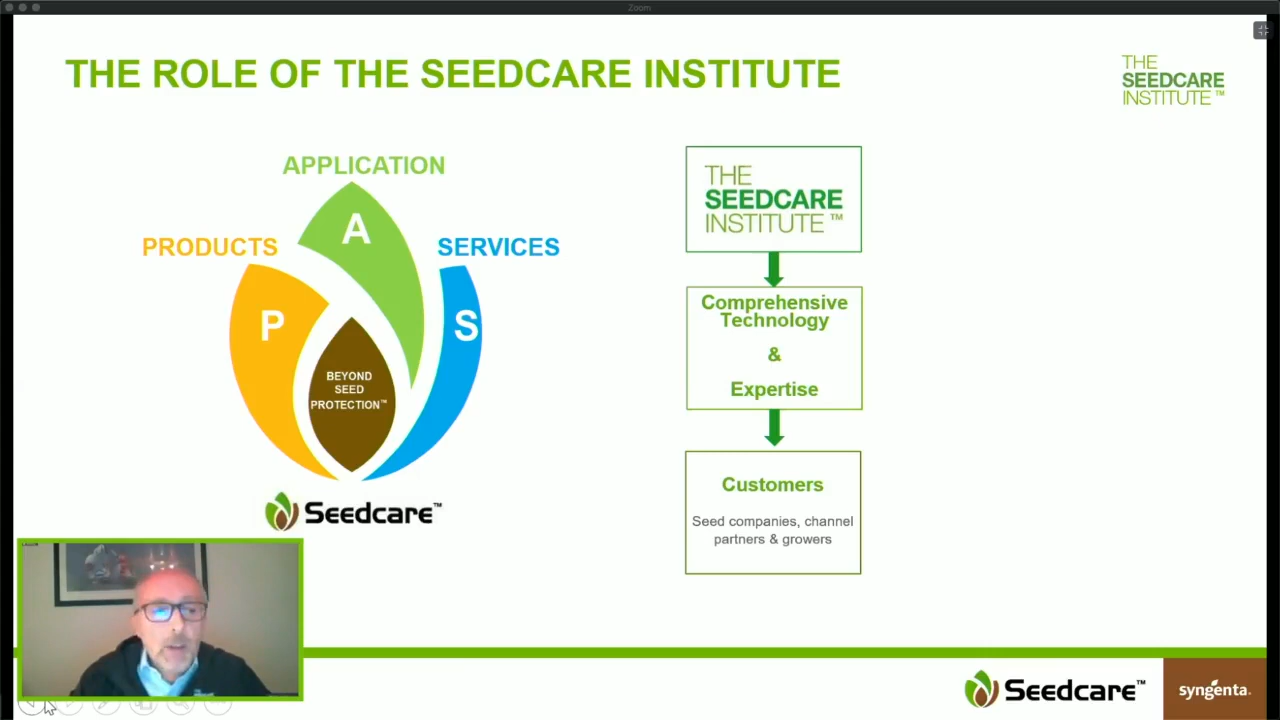 Zoom
THE ROLE OF THE SEEDCARE INSTITUTE
THE
SEEDCARE
INSTITUTE™
APPLICATION
PRODUCTS
SERVICES
A
P
S
BEYOND
SEED
PROTECTION™
Seedcare™
THE
SEEDCARE
INSTITUTE™
Comprehensive
Technology
&
Expertise
Customers
Seed companies, channel
partners & growers
Seedcare™
syngenta.